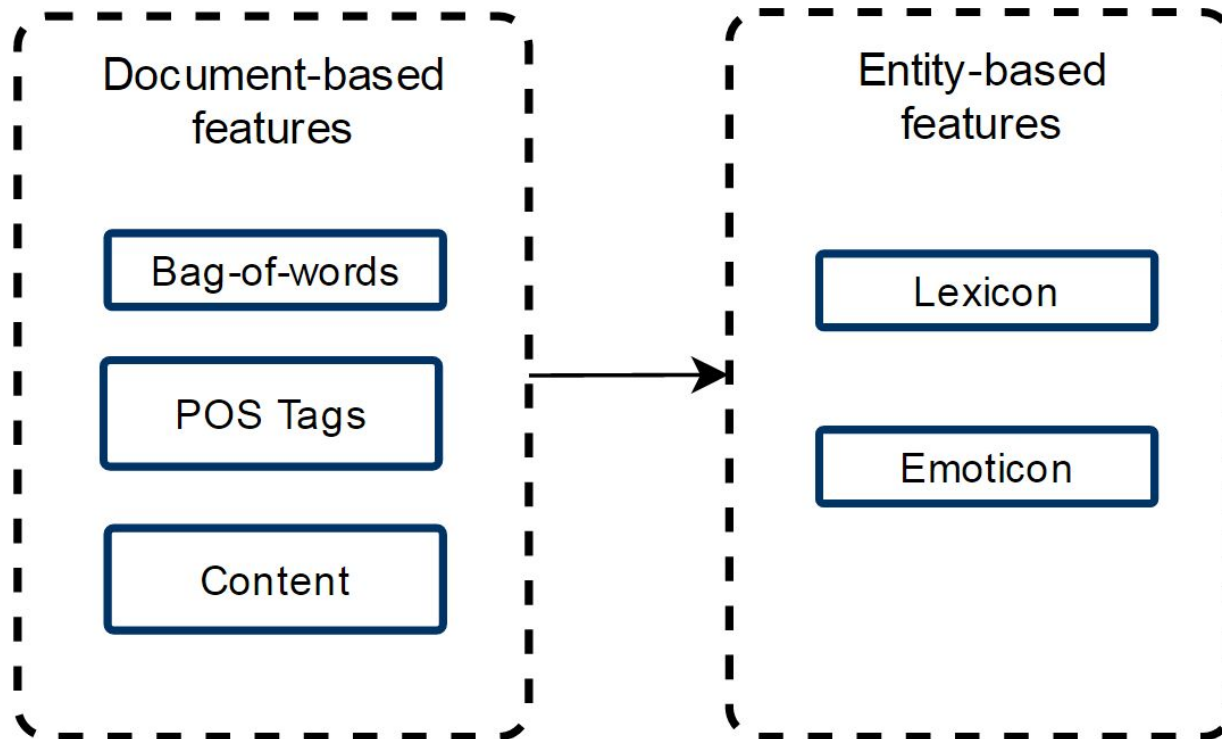 Document-based
features
Bag-of-words
POS Tags
Content
Entity-based
features
Lexicon
Emoticon